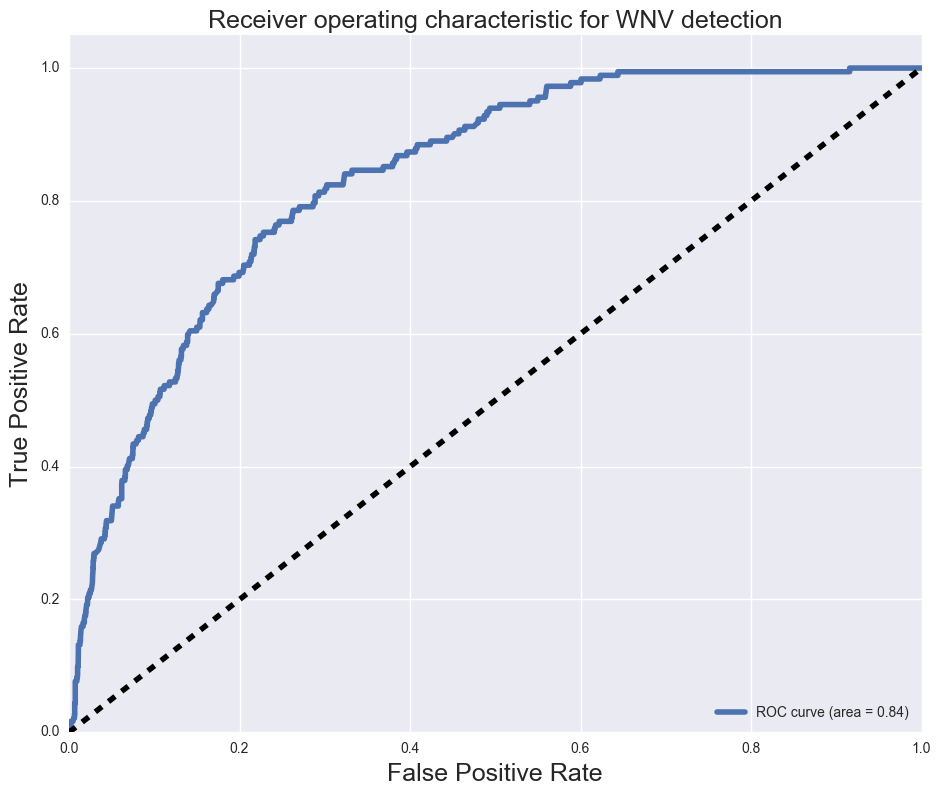 Receiver operating characteristic for WNV detection
1.0
0.8
0.6
0.4
0.2
0.0
True Positive Rate
ROC curve (area = 0.84)
0.0 0.2 0.4 0.6 0.8 1.0
False Positive Rate